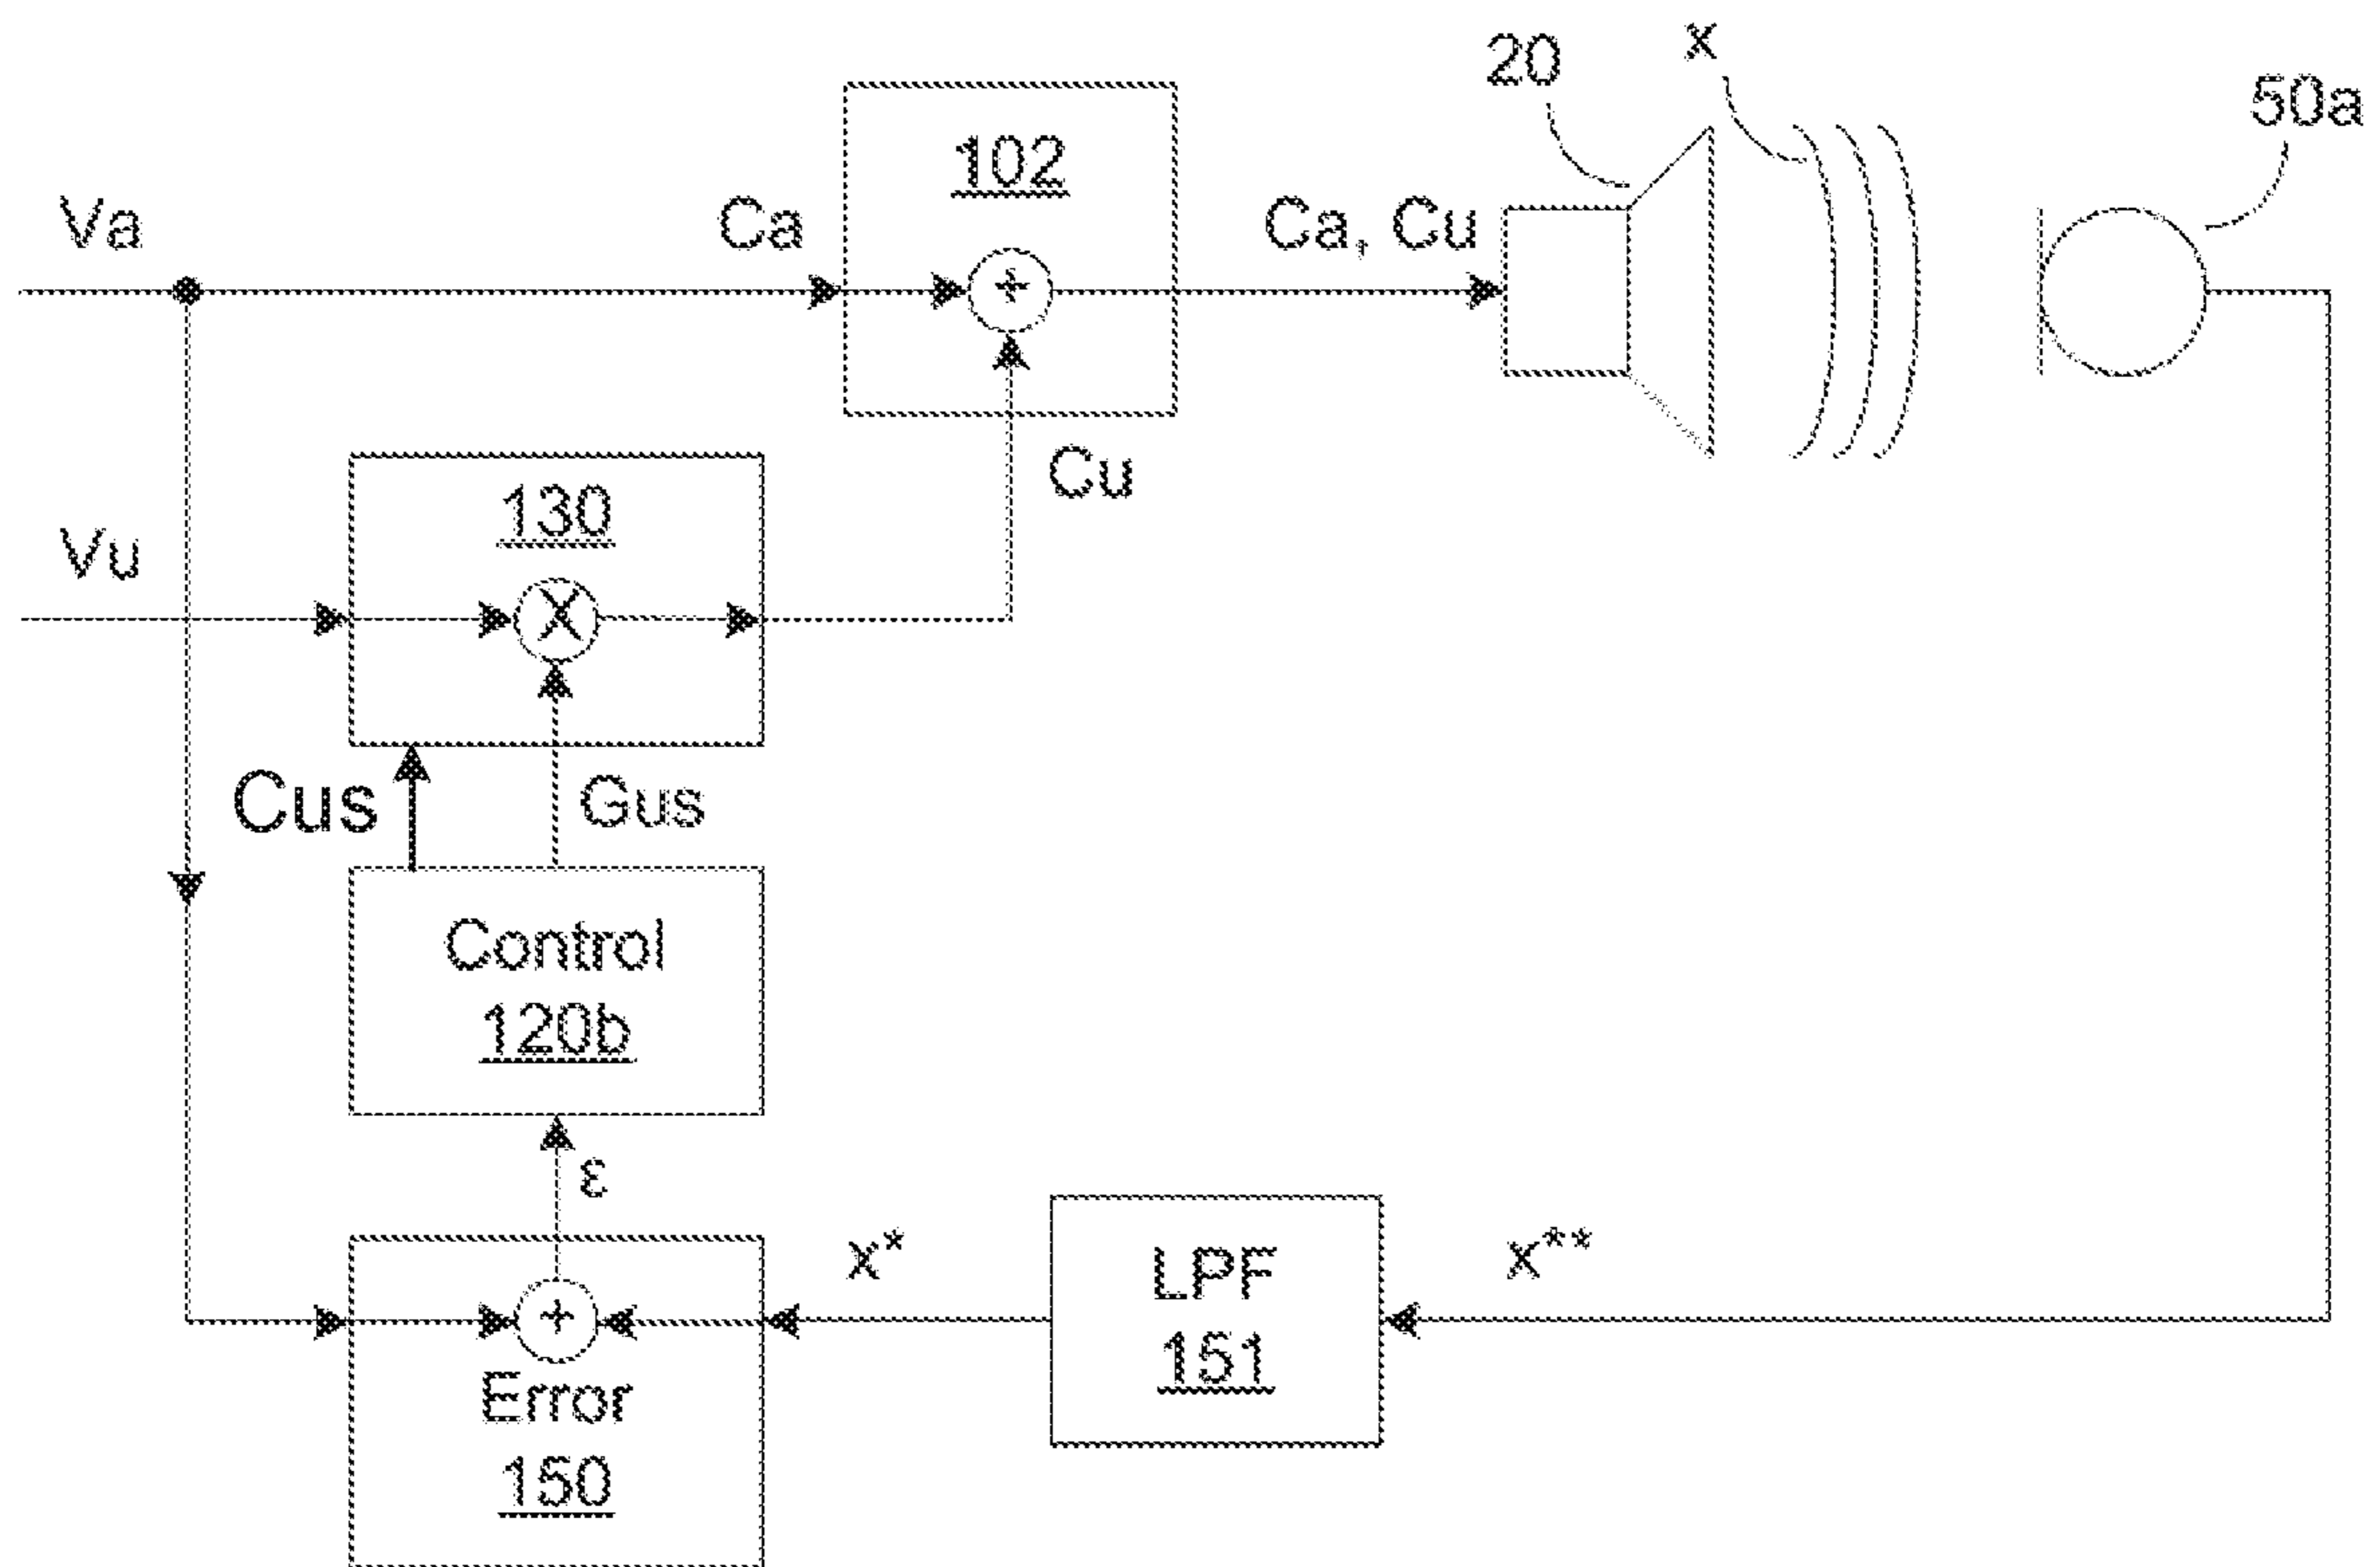 x
20
50a
102
Va
Ca
Ca, Cu
+
130
Cu
Vu
X
Cus
Gus
Control
120b
ε
x*
LPF
151
x**
+
Error
150